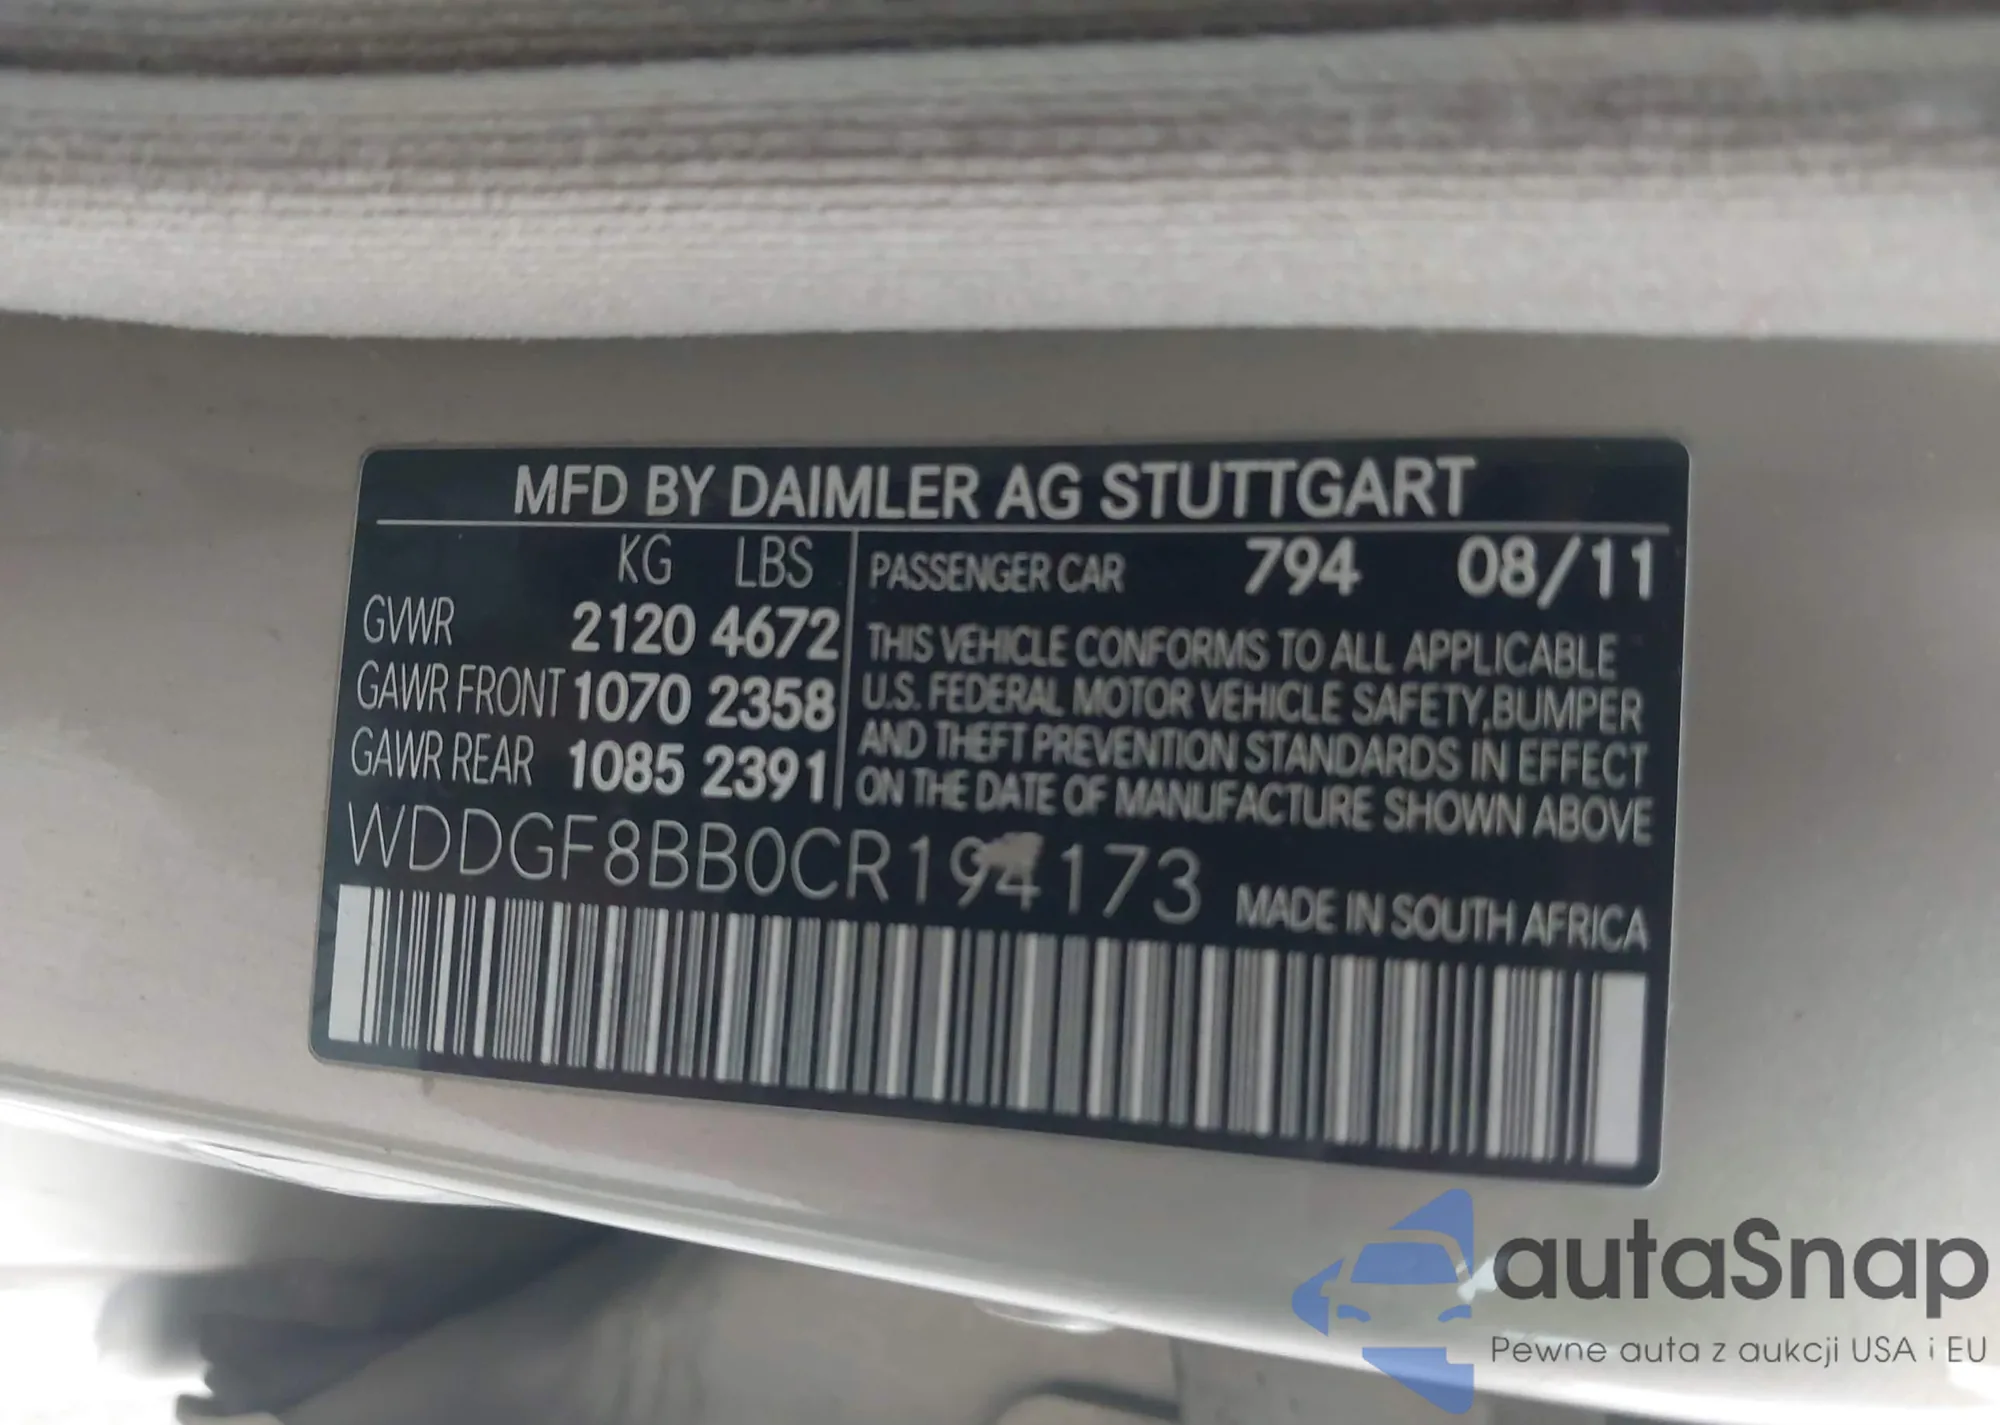 MFD BY DAIMLER AG STUTTGART
KG LBS
GVWR 2120 4672
GAWR FRONT 1070 2358
GAWR REAR 1085 2391
PASSENGER CAR 794 08/11
THIS VEHICLE CONFORMS TO ALL APPLICABLE
U.S. FEDERAL MOTOR VEHICLE SAFETY,BUMPER
AND THEFT PREVENTION STANDARDS IN EFFECT
ON THE DATE OF MANUFACTURE SHOWN ABOVE
WDDGF8BB0CR194173
MADE IN SOUTH AFRICA
autaSnap
Pewne auta z aukcji USA i EU